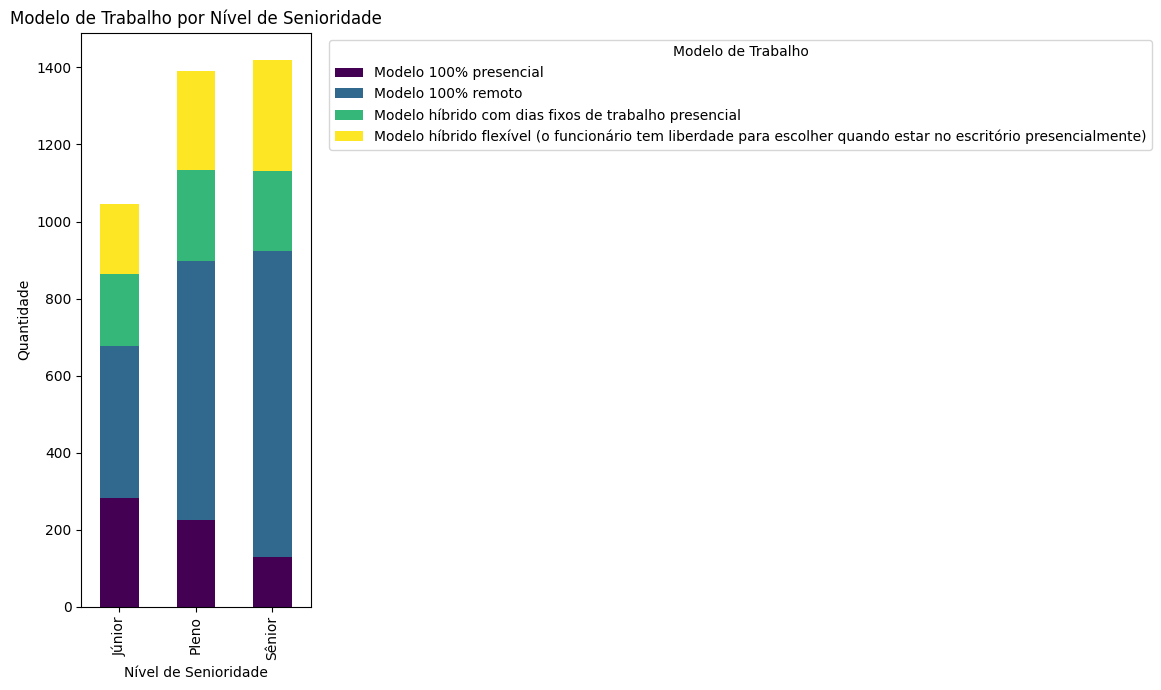 Modelo de Trabalho por Nível de Senioridade
Modelo de Trabalho
Modelo 100% presencial
Modelo 100% remoto
Modelo híbrido com dias fixos de trabalho presencial
Modelo híbrido flexível (o funcionário tem liberdade para escolher quando estar no escritório presencialmente)
Quantidade
1400
1200
1000
800
600
400
200
0
Júnior
Pleno
Sênior
Nível de Senioridade